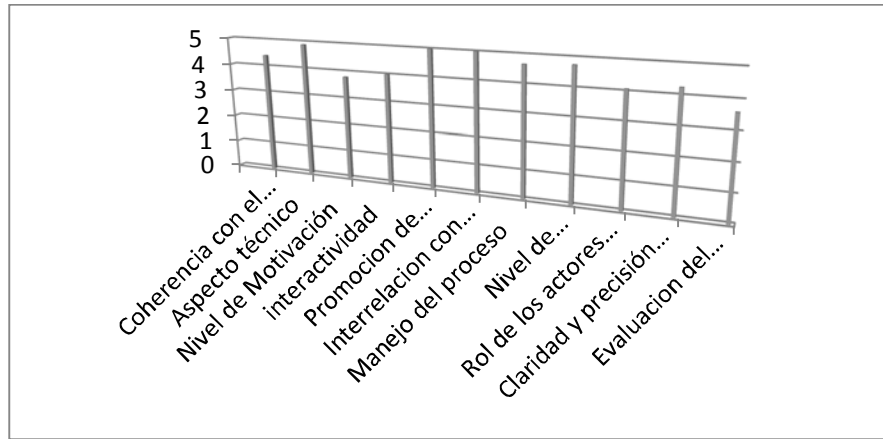 5
4
3
2
1
0
Coherencia con el...
Aspecto técnico
Nivel de Motivación
interactividad
Promocion de...
Interrelacion con...
Manejo del proceso
Nivel de...
Rol de los actores...
Claridad y precisión...
Evaluacion del...